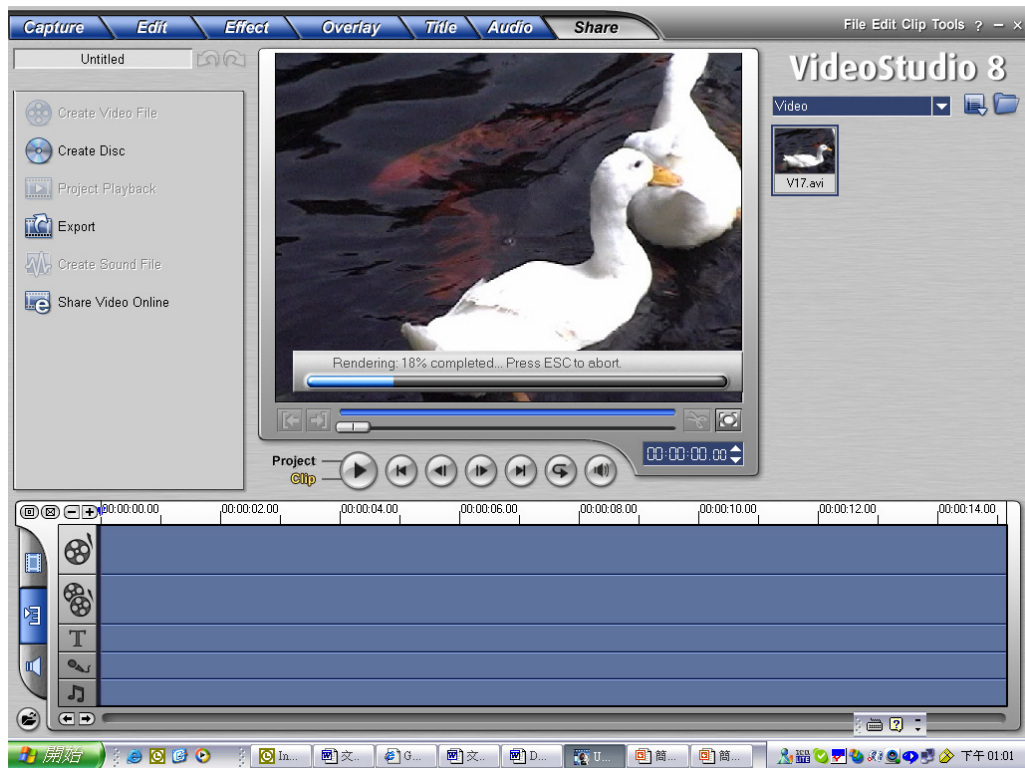 Capture Edit Effect Overlay Title Audio Share File Edit Clip Tools ? – ×
Untitled
VideoStudio 8
Video
Create Video File
Create Disc
V17.avi
Project Playback
Export
Create Sound File
Share Video Online
Rendering: 18% completed... Press ESC to abort.
00:00:00.00
Project
Clip
00:00:00.00 00:00:02.00 00:00:04.00 00:00:06.00 00:00:08.00 00:00:10.00 00:00:12.00 00:00:14.00
T
開始 In... 文... G... 文... D... U... 簡... 簡... 下午 01:01